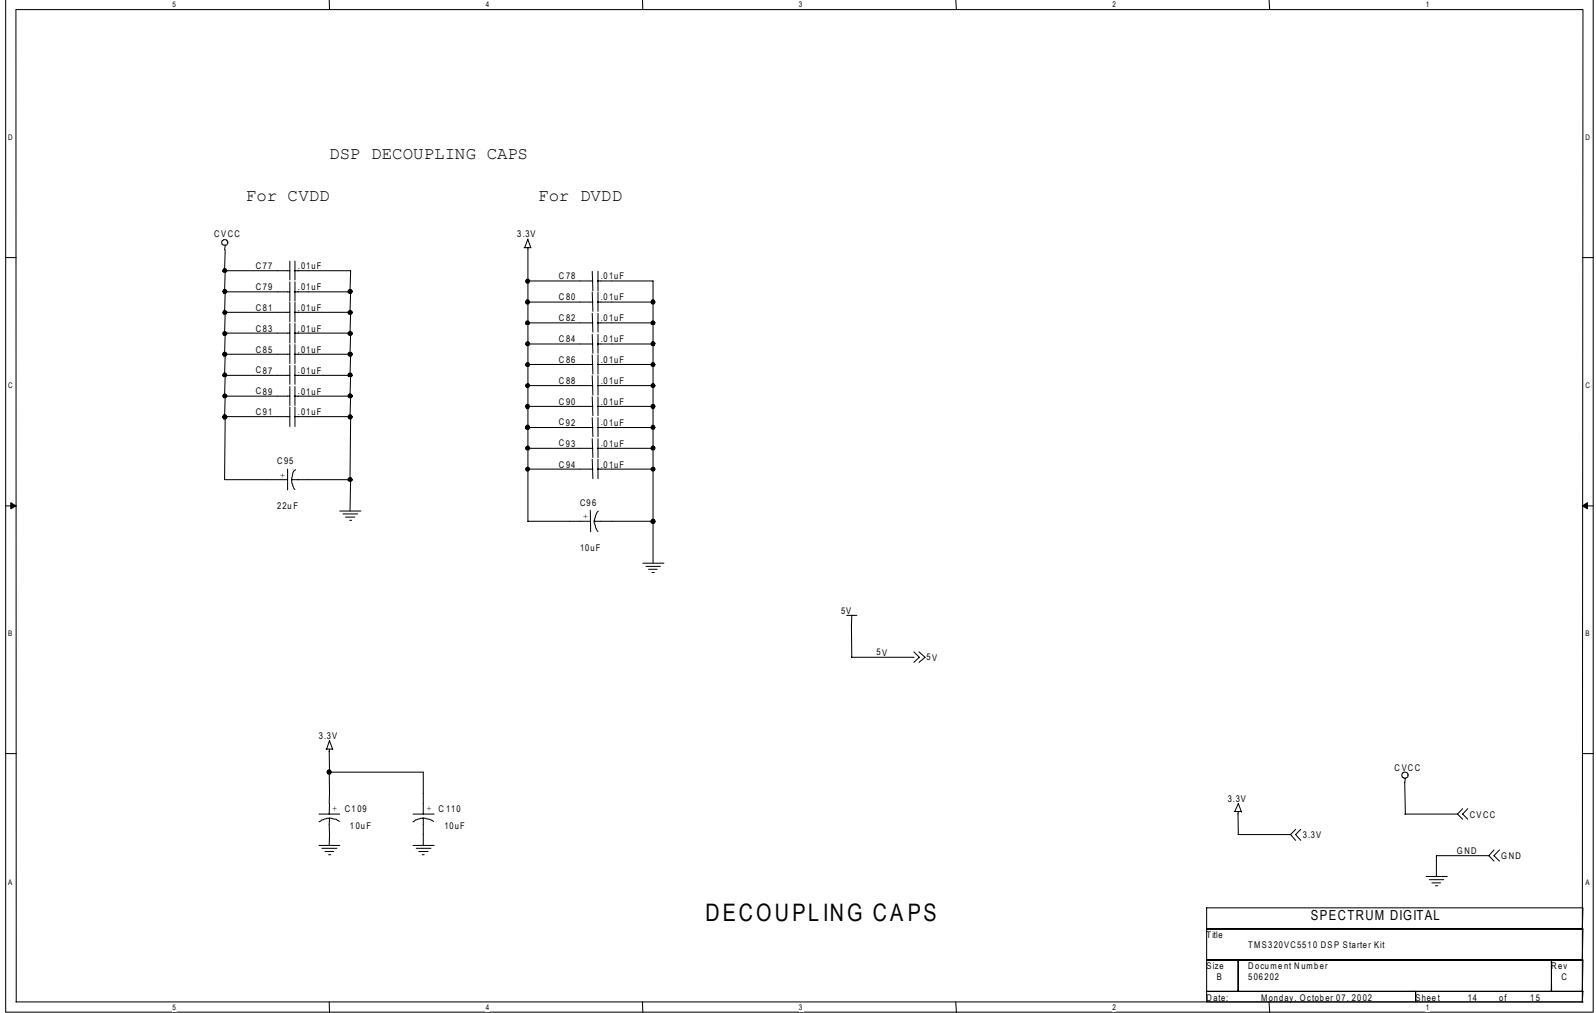 5 4 3 2 1
D D
DSP DECOUPLING CAPS
For CVDD For DVDD
CVCC 3.3V
C77 .01uF
C79 .01uF
C81 .01uF
C83 .01uF
C85 .01uF
C87 .01uF
C89 .01uF
C91 .01uF
C95
+
22uF
C78 .01uF
C80 .01uF
C82 .01uF
C84 .01uF
C86 .01uF
C88 .01uF
C90 .01uF
C92 .01uF
C93 .01uF
C94 .01uF
C96
+
10uF
C C
5V
5V 5V
B B
3.3V
+ C109
10uF
+ C110
10uF
3.3V
3.3V
CVCC
CVCC
GND GND
A A
DECOUPLING CAPS
SPECTRUM DIGITAL
Title
TMS320VC5510 DSP Starter Kit
Size Document Number Rev
B 506202 C
Date: Monday, October 07, 2002 Sheet 14 of 15
5 4 3 2 1